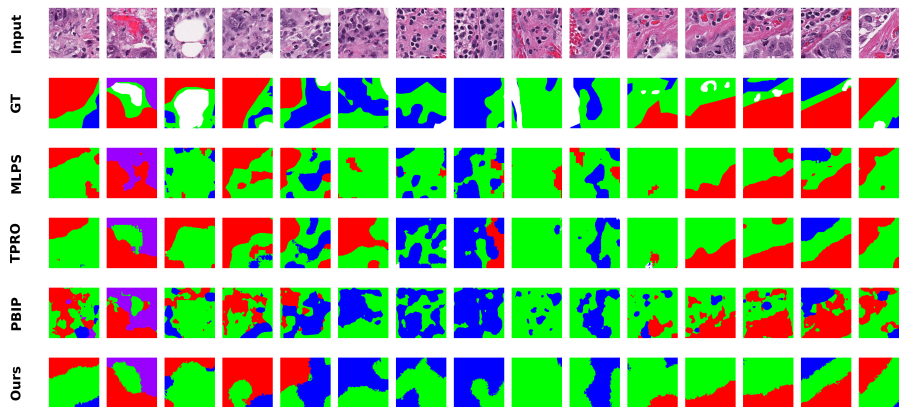 Input
GT
MLPS
TPRO
PBIP
Ours